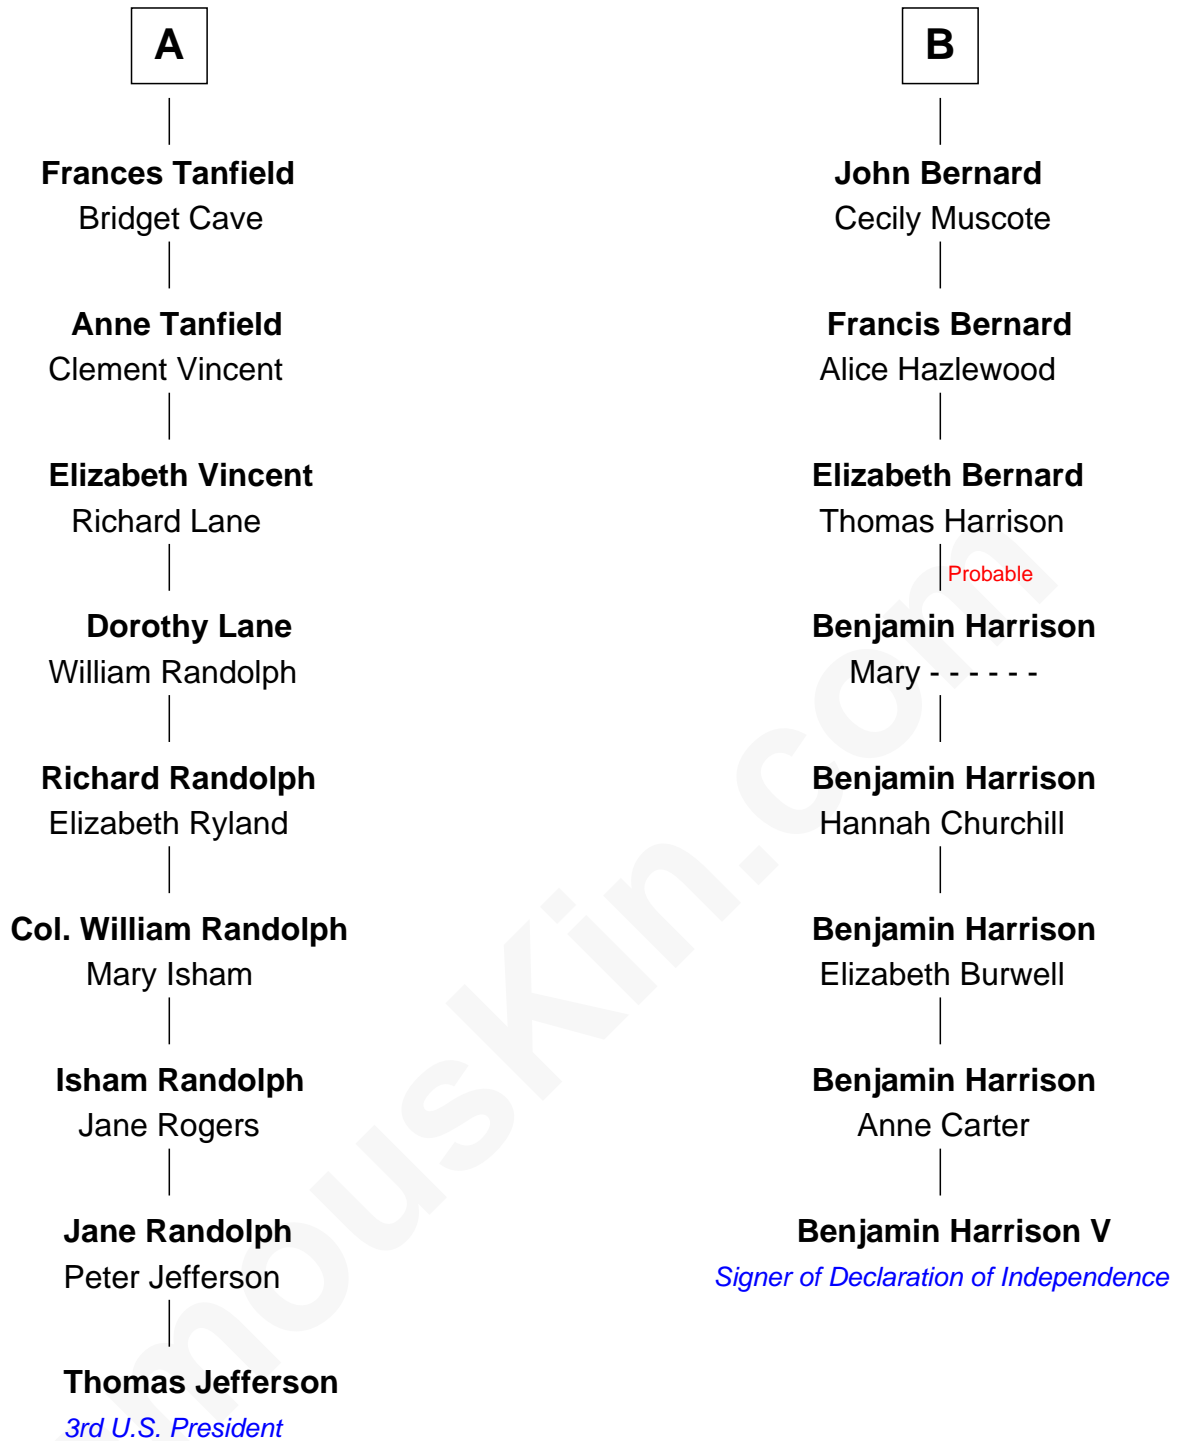 A
Frances Tanfield
Bridget Cave
Anne Tanfield
Clement Vincent
Elizabeth Vincent
Richard Lane
Dorothy Lane
William Randolph
Richard Randolph
Elizabeth Ryland
Col. William Randolph
Mary Isham
Isham Randolph
Jane Rogers
Jane Randolph
Peter Jefferson
Thomas Jefferson
3rd U.S. President
B
John Bernard
Cecily Muscote
Francis Bernard
Alice Hazlewood
Elizabeth Bernard
Thomas Harrison
Probable
Benjamin Harrison
Mary - - - - - -
Benjamin Harrison
Hannah Churchill
Benjamin Harrison
Elizabeth Burwell
Benjamin Harrison
Anne Carter
Benjamin Harrison V
Signer of Declaration of Independence
mousKin.com